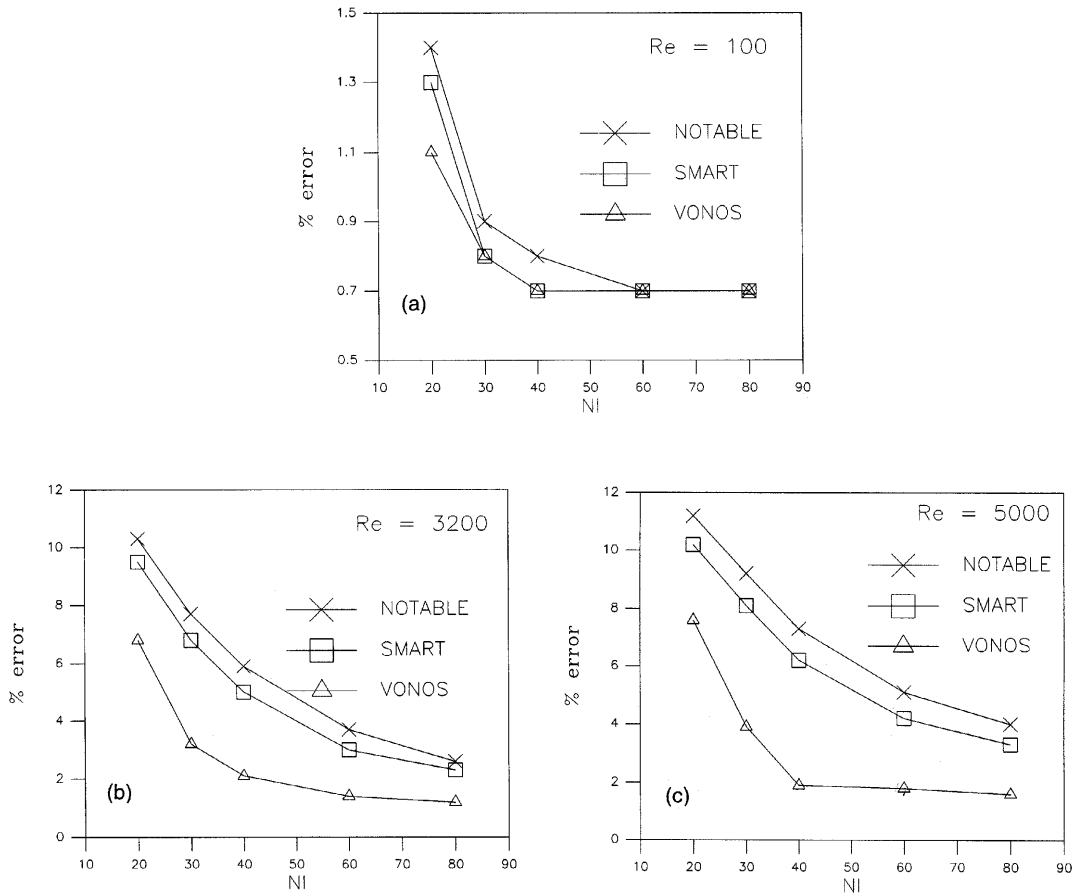 1.5
1.3
1.1
0.9
0.7
0.5
% error
Re = 100
NOTABLE
SMART
VONOS
(a)
10 20 30 40 50 60 70 80 90
NI
12
10
8
6
4
2
0
% error
Re = 3200
NOTABLE
SMART
VONOS
(b)
10 20 30 40 50 60 70 80 90
NI
12
10
8
6
4
2
0
% error
Re = 5000
NOTABLE
SMART
VONOS
(c)
10 20 30 40 50 60 70 80 90
NI